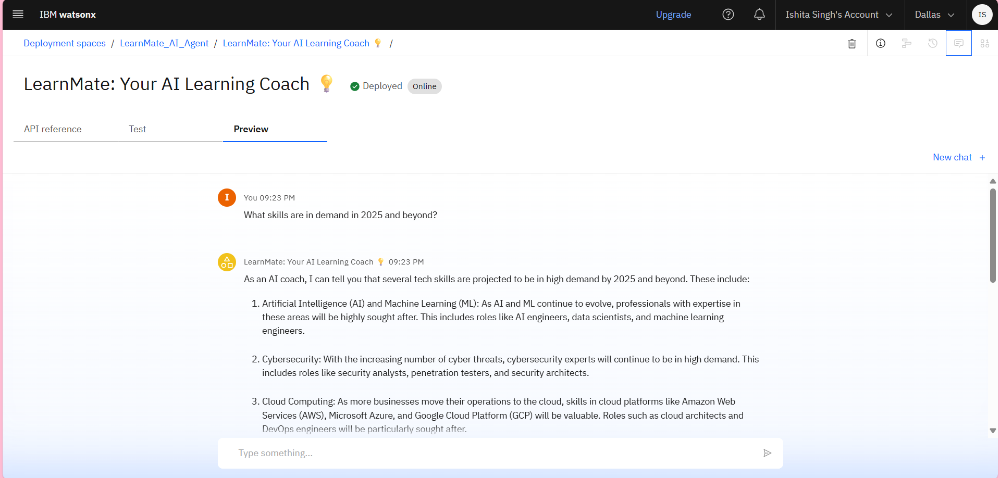 IBM watsonx
Upgrade
Ishita Singh's Account
Dallas
IS
Deployment spaces / LearnMate_AI_Agent / LearnMate: Your AI Learning Coach 💡 /
LearnMate: Your AI Learning Coach 💡
Deployed
Online
API reference
Test
Preview
New chat +
I
You 09:23 PM
What skills are in demand in 2025 and beyond?
LearnMate: Your AI Learning Coach 💡 09:23 PM
As an AI coach, I can tell you that several tech skills are projected to be in high demand by 2025 and beyond. These include:
1. Artificial Intelligence (AI) and Machine Learning (ML): As AI and ML continue to evolve, professionals with expertise in
these areas will be highly sought after. This includes roles like AI engineers, data scientists, and machine learning
engineers.
2. Cybersecurity: With the increasing number of cyber threats, cybersecurity experts will continue to be in high demand. This
includes roles like security analysts, penetration testers, and security architects.
3. Cloud Computing: As more businesses move their operations to the cloud, skills in cloud platforms like Amazon Web
Services (AWS), Microsoft Azure, and Google Cloud Platform (GCP) will be valuable. Roles such as cloud architects and
DevOps engineers will be particularly sought after.
Type something...